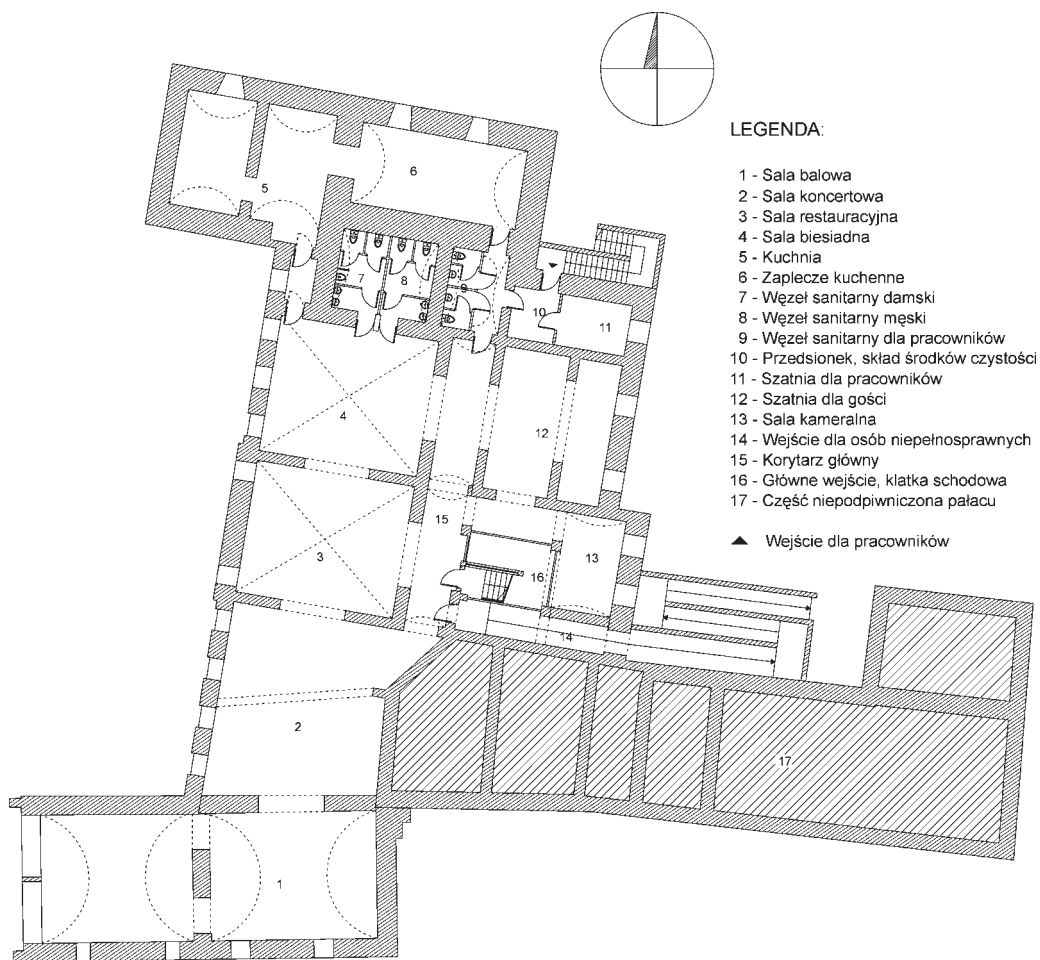 LEGENDA:
1 - Sala balowa
2 - Sala koncertowa
3 - Sala restauracyjna
4 - Sala biesiadna
5 - Kuchnia
6 - Zaplecze kuchenne
7 - Węzeł sanitarny damski
8 - Węzeł sanitarny męski
9 - Węzeł sanitarny dla pracowników
10 - Przedsionek, skład środków czystości
11 - Szatnia dla pracowników
12 - Szatnia dla gości
13 - Sala kameralna
14 - Wejście dla osób niepełnosprawnych
15 - Korytarz główny
16 - Główne wejście, klatka schodowa
17 - Część niepodpiwniczona pałacu
▲ Wejście dla pracowników
6
5
7
8
9
10
11
4
12
15
13
3
16
14
2
17
1